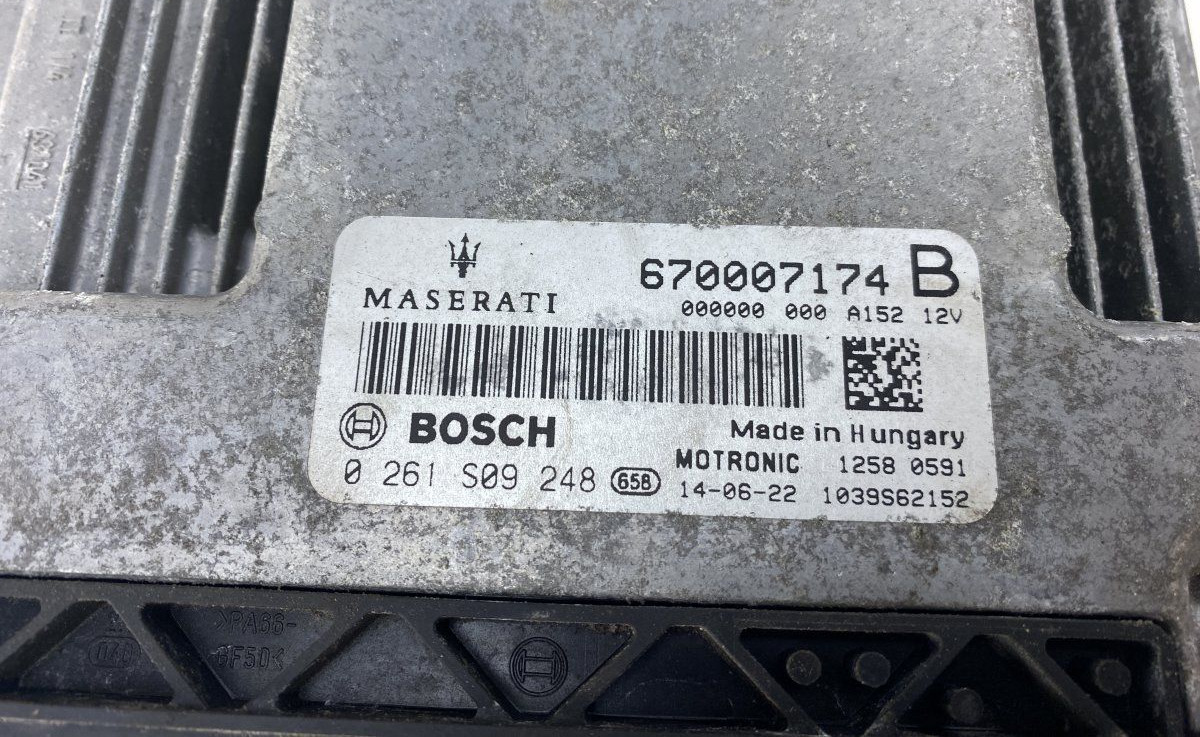 MASERATI
670007174 B
000000 000 A152 12V
BOSCH
Made in Hungary
0 261 S09 248 658
MOTRONIC 1258 0591
14-06-22 1039S62152
>PA66-
GF50<
040